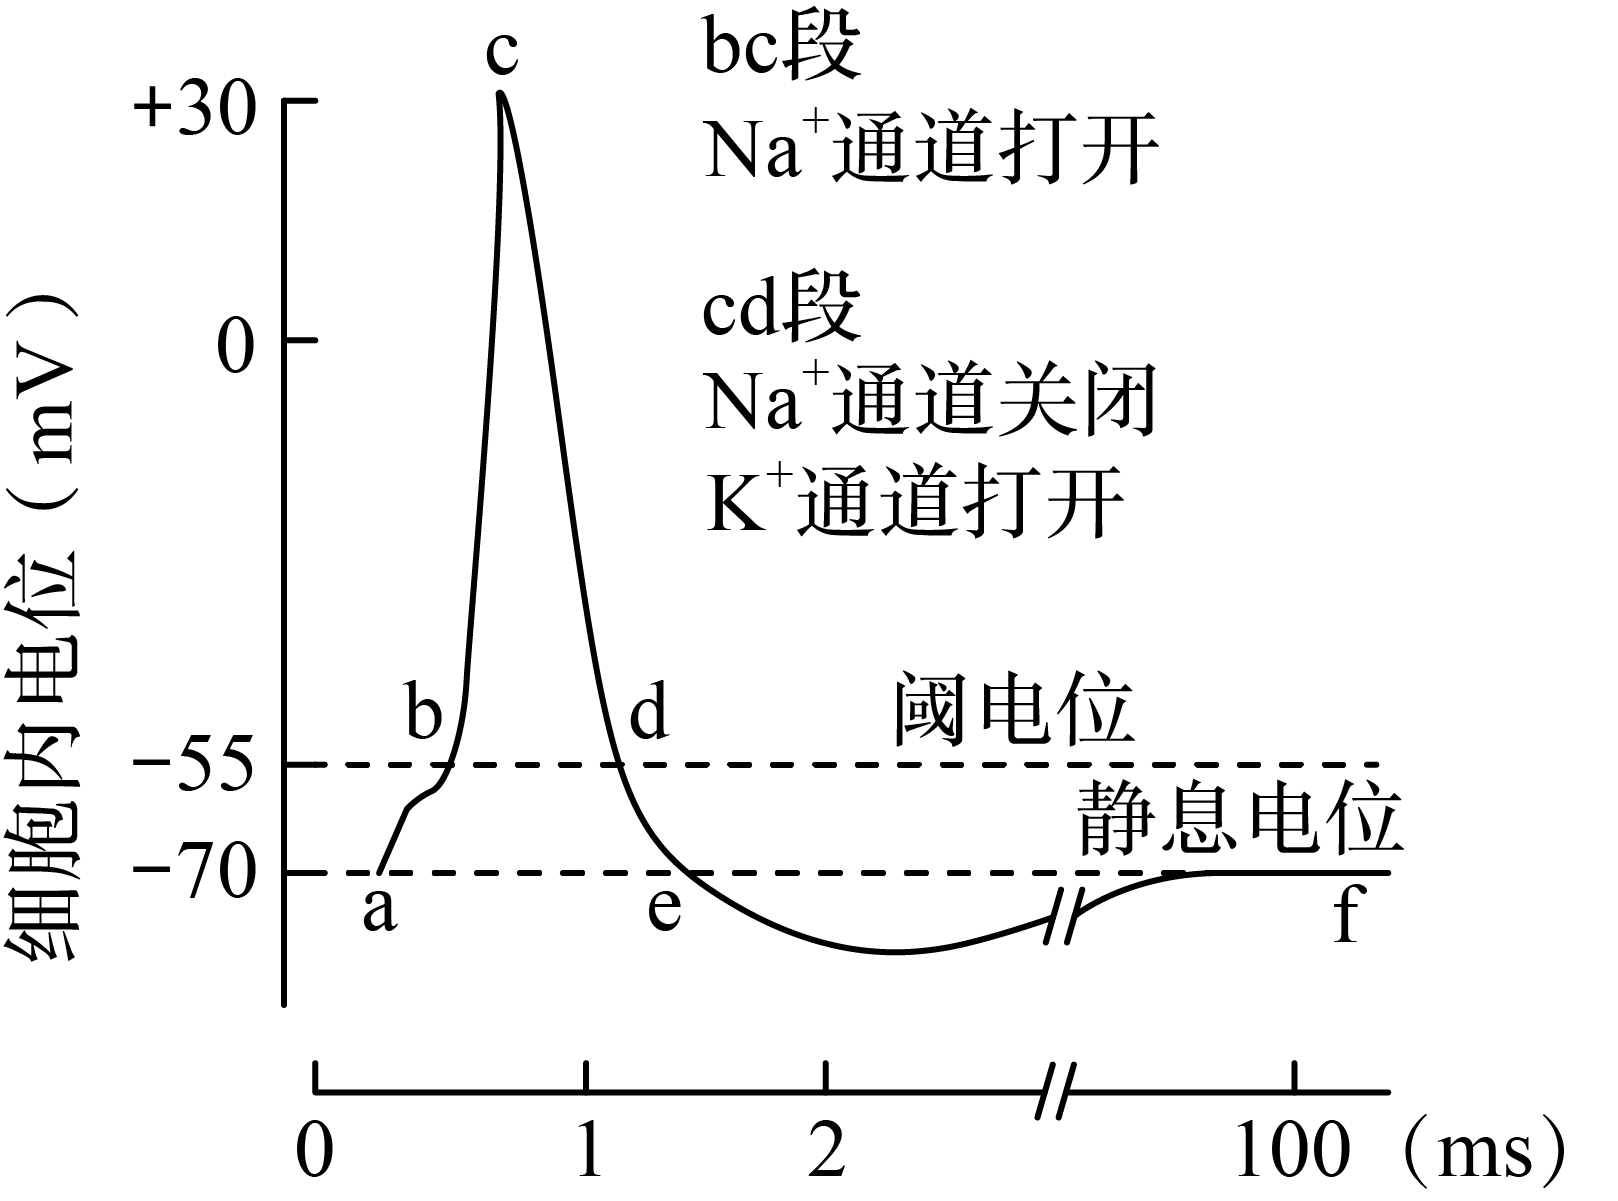 c
bc段
+30
Na⁺通道打开
cd段
0
Na⁺通道关闭
K⁺通道打开
细胞内电位（mV）
b
d
阈电位
−55
静息电位
−70
a
e
f
0
1
2
100（ms）